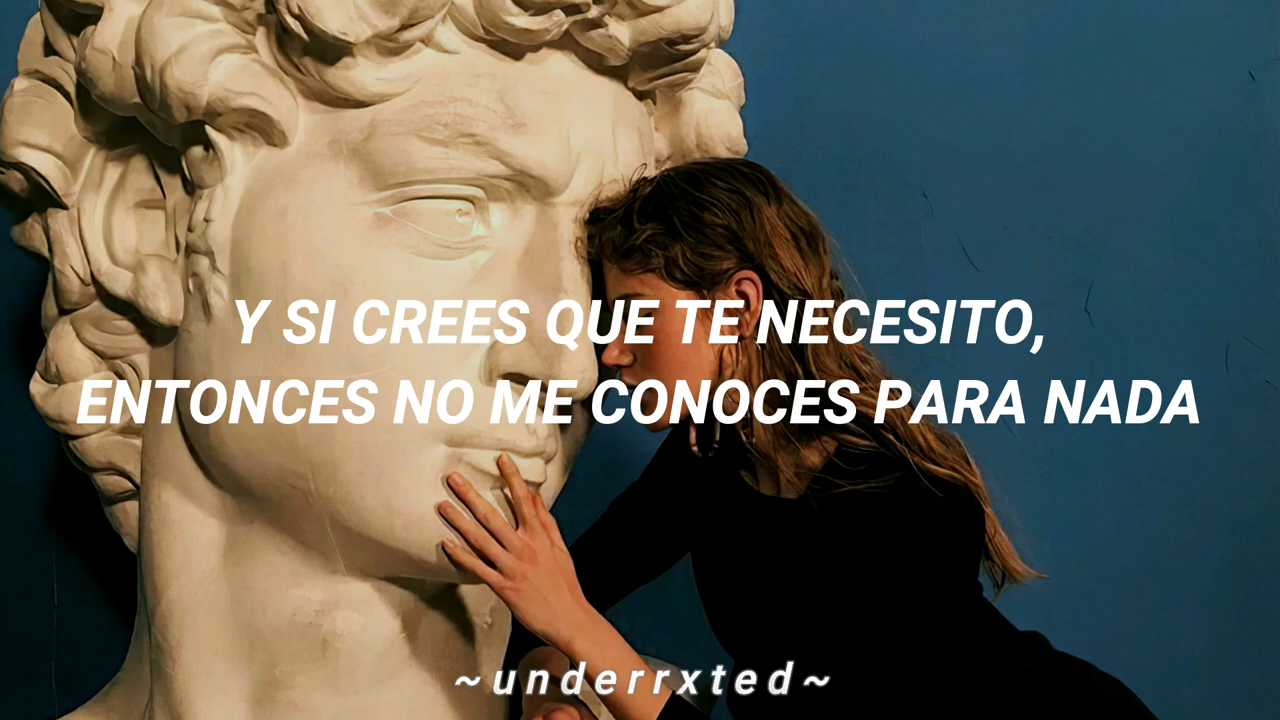 Y SI CREES QUE TE NECESITO,
ENTONCES NO ME CONOCES PARA NADA
~underrxted~